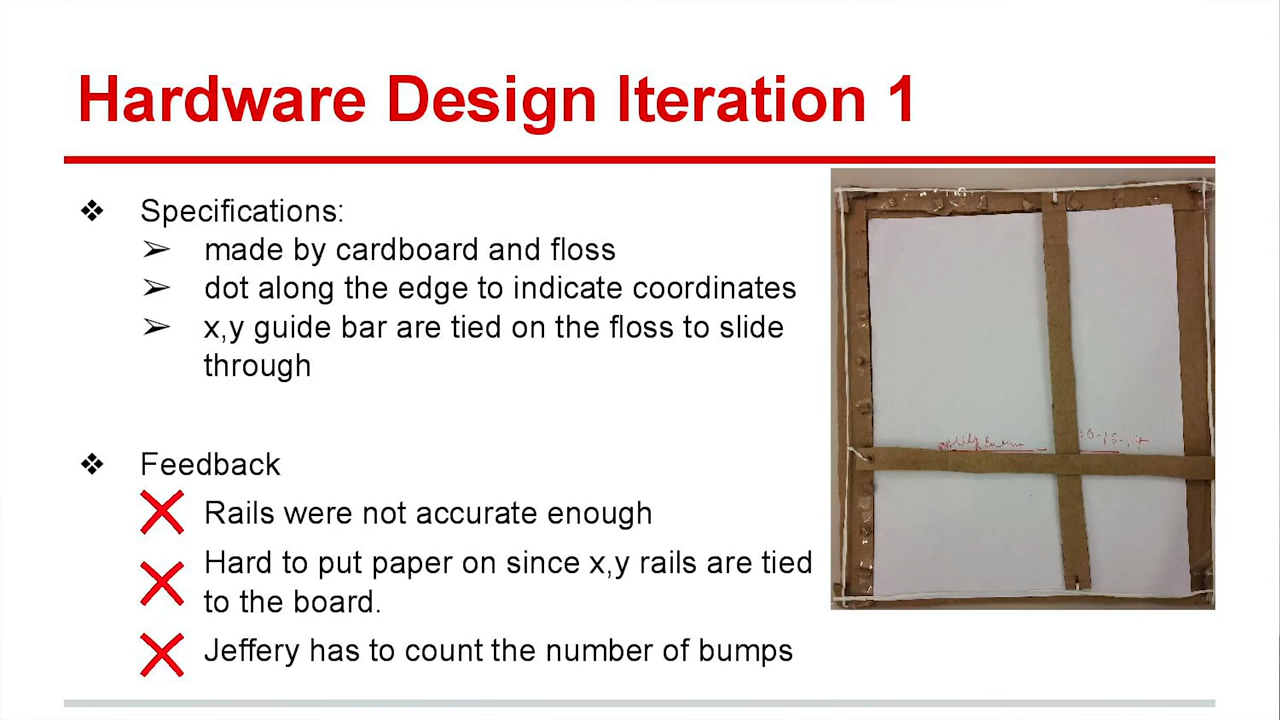 Hardware Design Iteration 1
Specifications:
made by cardboard and floss
dot along the edge to indicate coordinates
x,y guide bar are tied on the floss to slide
through
Feedback
Rails were not accurate enough
Hard to put paper on since x,y rails are tied
to the board.
Jeffery has to count the number of bumps